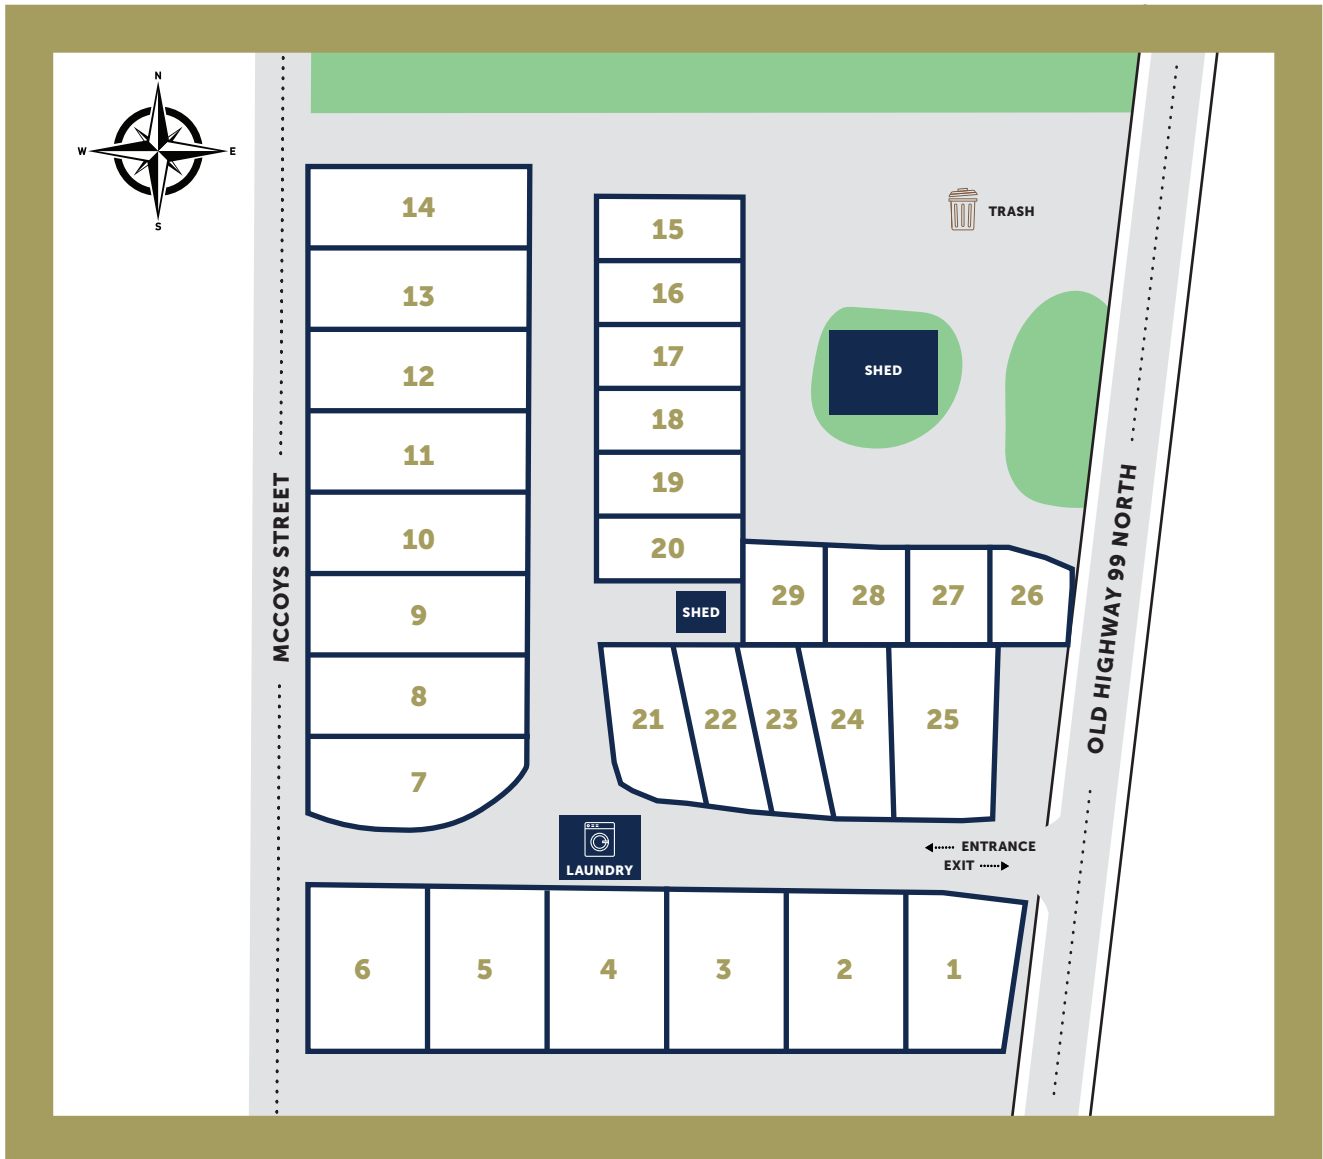 N
W E
S
14
13
12
11
10
9
8
7
15
16
17
18
19
20
TRASH
SHED
MCCOYS STREET
OLD HIGHWAY 99 NORTH
SHED
29 28 27 26
21 22 23 24 25
LAUNDRY
ENTRANCE
EXIT
6 5 4 3 2 1